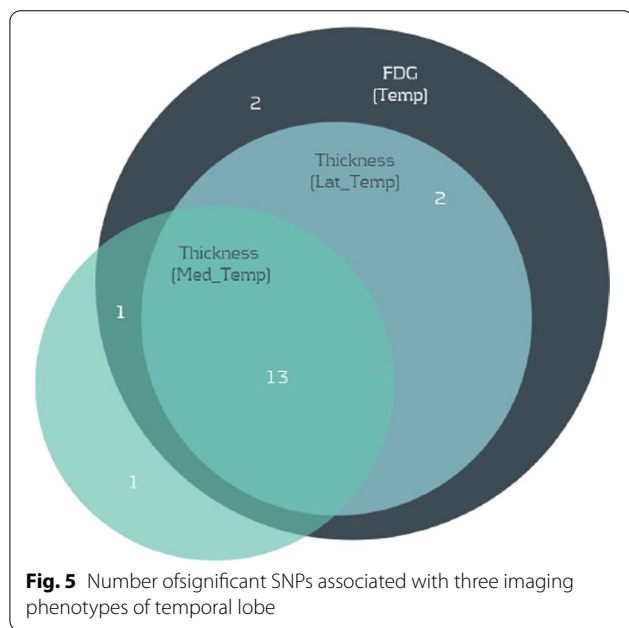 2
FDG
(Temp)
Thickness
(Lat_Temp)
2
Thickness
(Med_Temp)
1
13
1
Fig. 5 Number ofsignificant SNPs associated with three imaging
phenotypes of temporal lobe